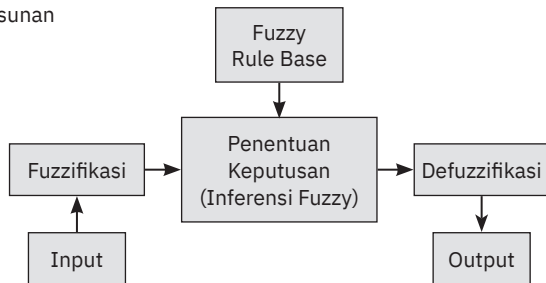 sunan
Fuzzy
Rule Base
Fuzzifikasi
Penentuan
Keputusan
(Inferensi Fuzzy)
Defuzzifikasi
Input
Output